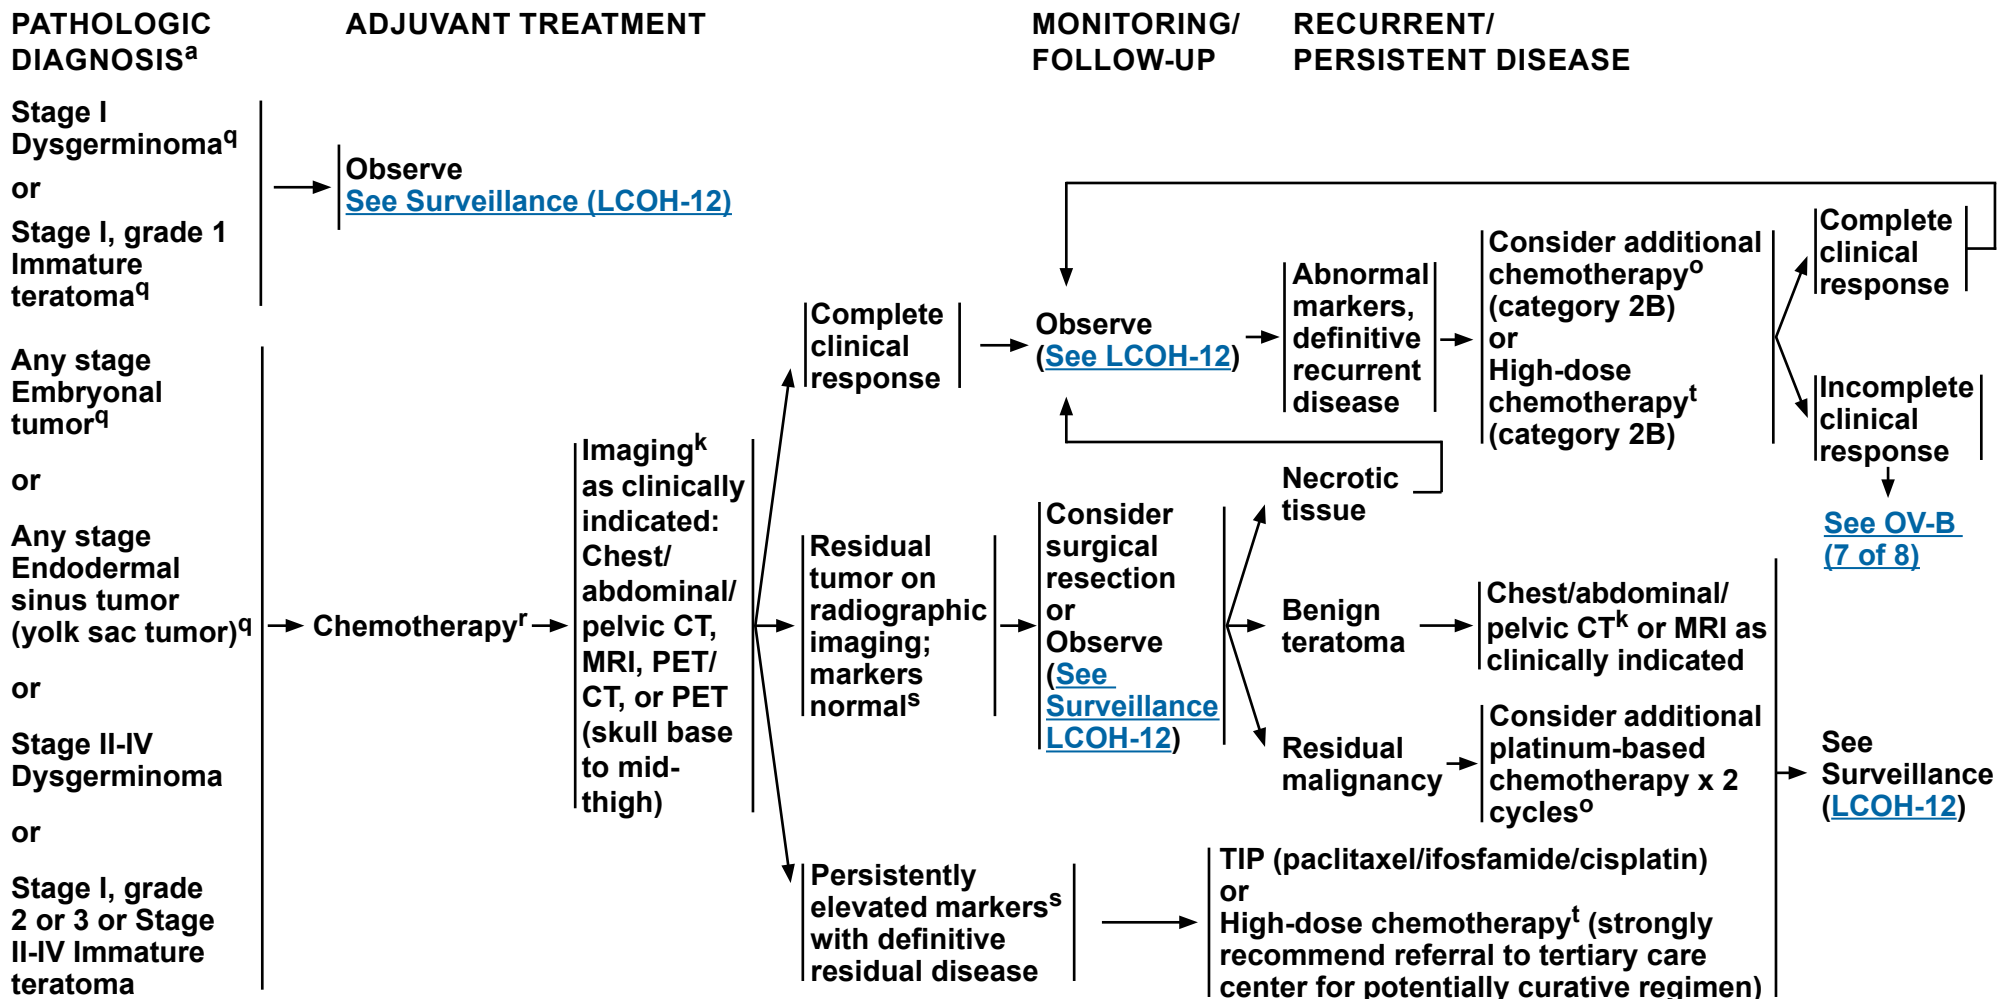 PATHOLOGIC
DIAGNOSISa
ADJUVANT TREATMENT
MONITORING/
FOLLOW-UP
RECURRENT/
PERSISTENT DISEASE
Stage I
Dysgerminomaq
or
Stage I, grade 1
Immature
teratomaq
Observe
See Surveillance (LCOH-12)
Any stage
Embryonal
tumorq
or
Any stage
Endodermal
sinus tumor
(yolk sac tumor)q
or
Stage II-IV
Dysgerminoma
or
Stage I, grade
2 or 3 or Stage
II-IV Immature
teratoma
Chemotherapyr
Imagingk
as clinically
indicated:
Chest/
abdominal/
pelvic CT,
MRI, PET/
CT, or PET
(skull base
to mid-
thigh)
Complete
clinical
response
Observe
(See LCOH-12)
Abnormal
markers,
definitive
recurrent
disease
Consider additional
chemotherapyo
(category 2B)
or
High-dose
chemotherapyt
(category 2B)
Complete
clinical
response
Incomplete
clinical
response
See OV-B
(7 of 8)
Residual
tumor on
radiographic
imaging;
markers
normals
Consider
surgical
resection
or
Observe
(See
Surveillance
LCOH-12)
Necrotic
tissue
Benign
teratoma
Chest/abdominal/
pelvic CTk or MRI as
clinically indicated
Residual
malignancy
Consider additional
platinum-based
chemotherapy x 2
cycleso
See
Surveillance
(LCOH-12)
Persistently
elevated markerss
with definitive
residual disease
TIP (paclitaxel/ifosfamide/cisplatin)
or
High-dose chemotherapyt (strongly
recommend referral to tertiary care
center for potentially curative regimen)